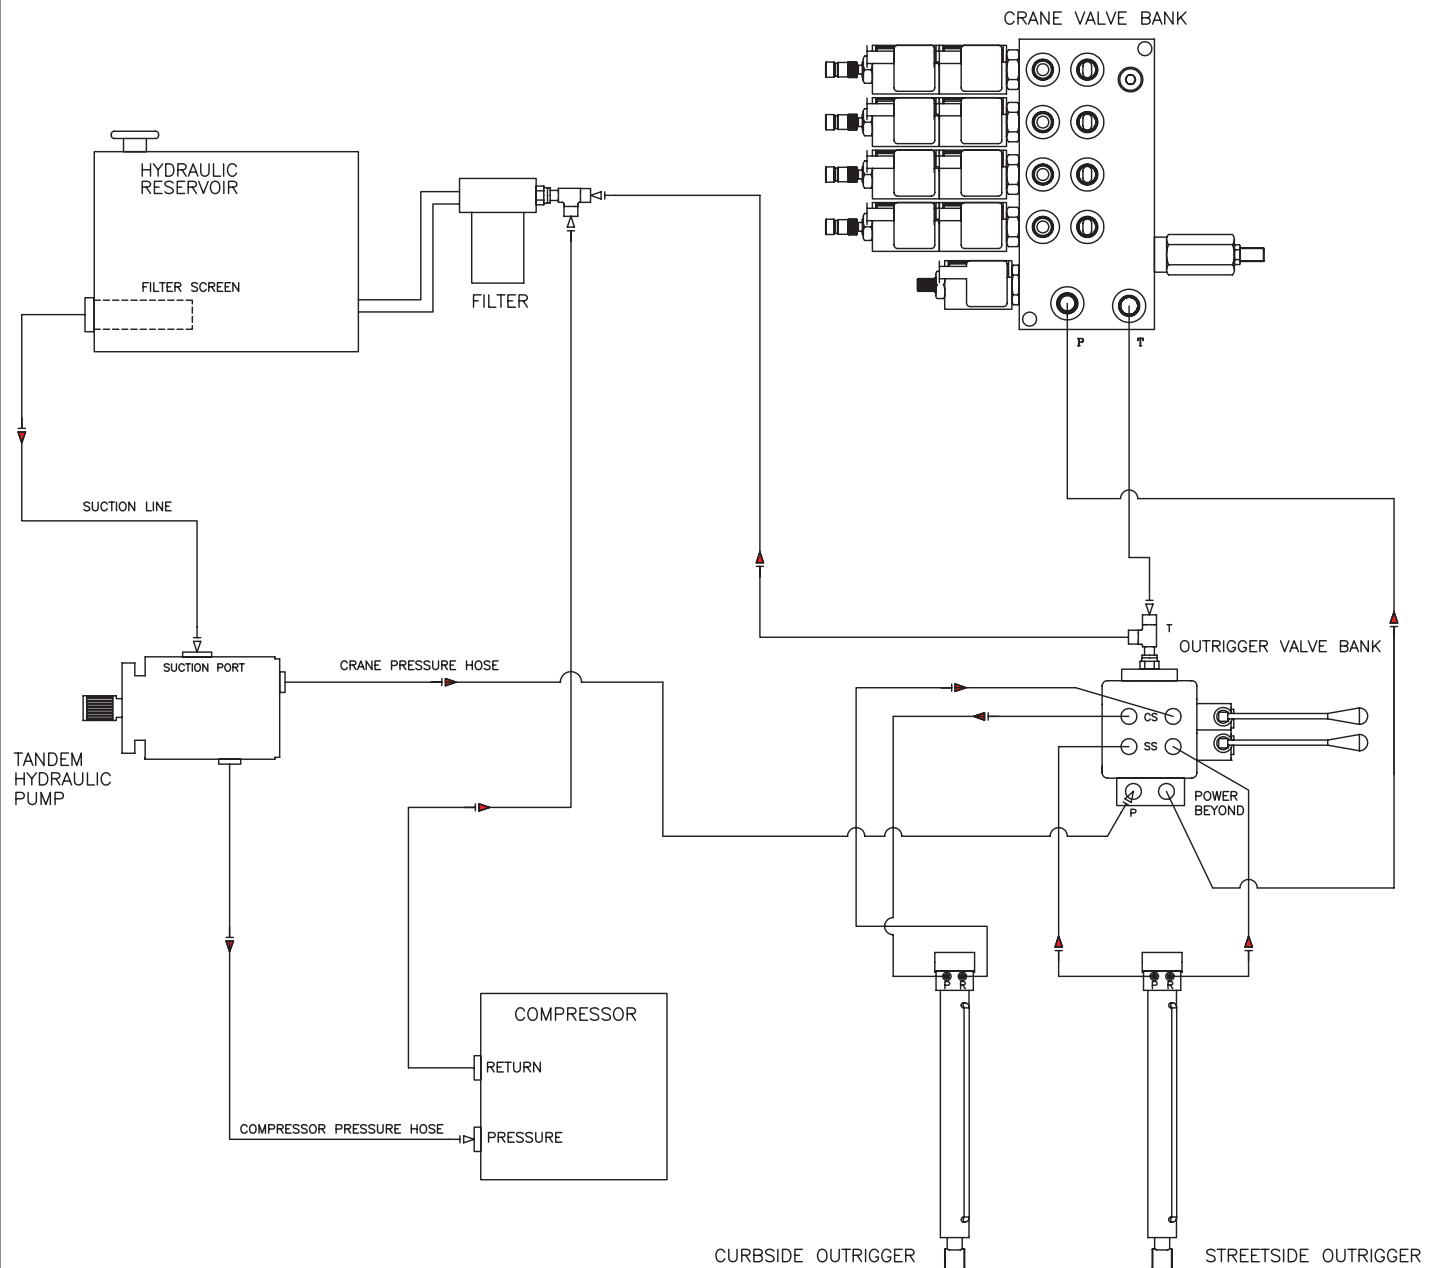 CRANE VALVE BANK
HYDRAULIC
RESERVOIR
FILTER SCREEN
FILTER
P
T
SUCTION LINE
T
OUTRIGGER VALVE BANK
CRANE PRESSURE HOSE
SUCTION PORT
CS
SS
TANDEM
HYDRAULIC
PUMP
POWER
BEYOND
P
P R
P R
COMPRESSOR
RETURN
COMPRESSOR PRESSURE HOSE
PRESSURE
CURBSIDE OUTRIGGER
STREETSIDE OUTRIGGER